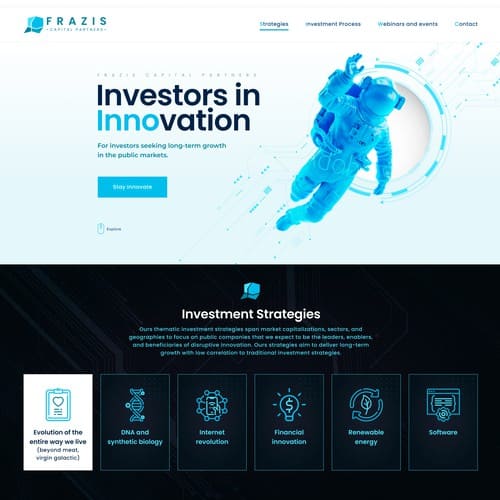 FRAZIS
CAPITAL PARTNERS
Strategies
Investment Process
Webinars and events
Contact
FRAZIS CAPITAL PARTNERS
Investors in
Innovation
For investors seeking long-term growth
in the public markets.
Stay Innovate
Explore
Investment Strategies
Our thematic investment strategies span market capitalizations, sectors, and
geographies to focus on public companies that we expect to be the leaders, enablers,
and beneficiaries of disruptive innovation. Our strategies aim to deliver long-term
growth with low correlation to traditional investment strategies.
Evolution of the
entire way we live
(beyond meat,
virgin galactic)
DNA and
synthetic biology
Internet
revolution
Financial
innovation
Renewable
energy
Software